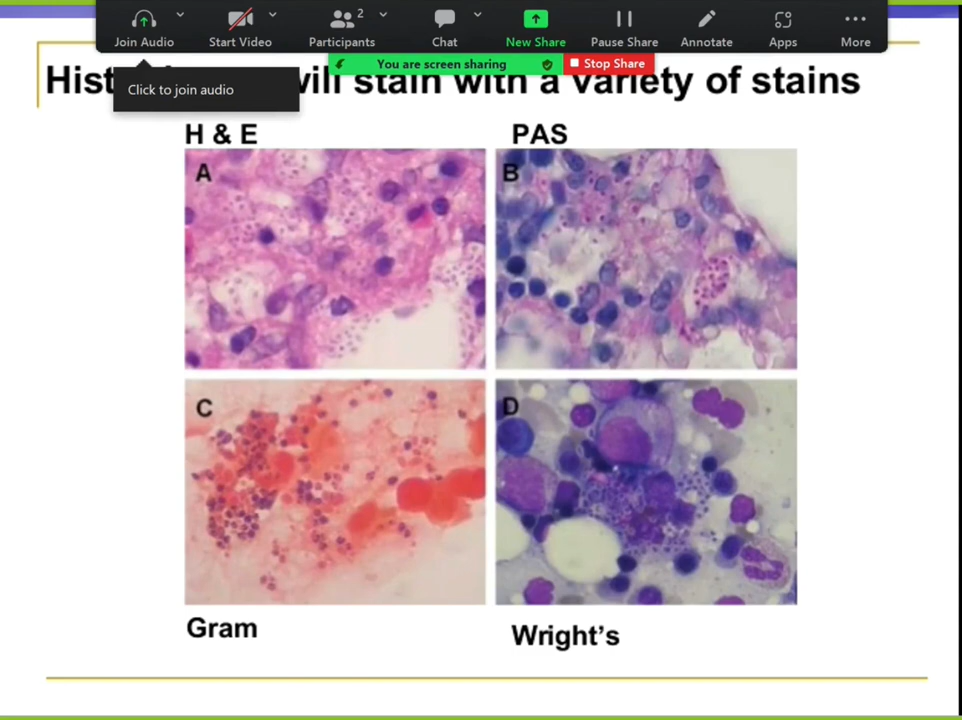 2
Join Audio Start Video Participants Chat New Share Pause Share Annotate Apps More
You are screen sharing Stop Share
Click to join audio
will stain with a variety of stains
H & E PAS
A B
C D
Gram Wright's